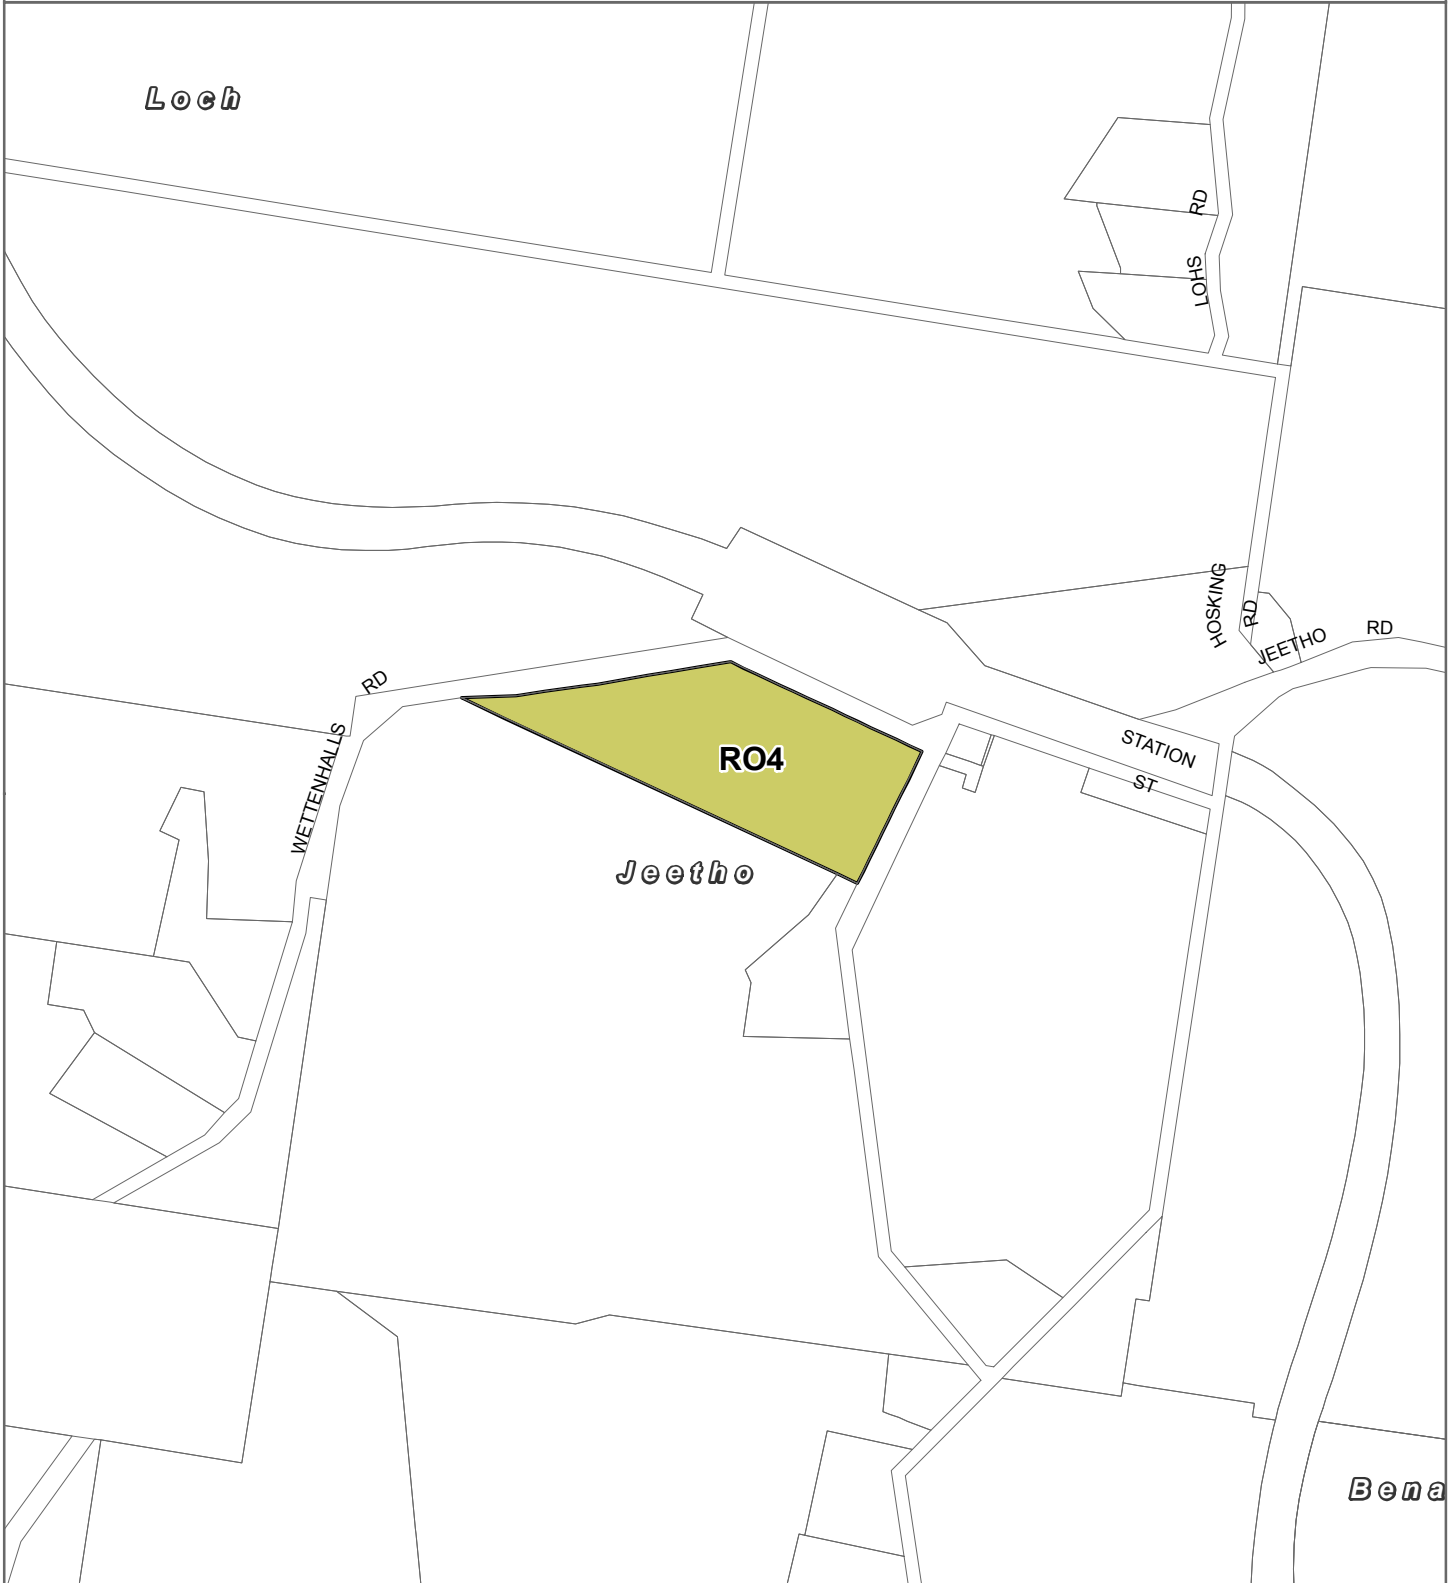 Loch
RD
LOHS
HOSKING
RD
JEETHO
RD
RD
WETTENHALLS
STATION
ST
RO4
Jeetho
Bena